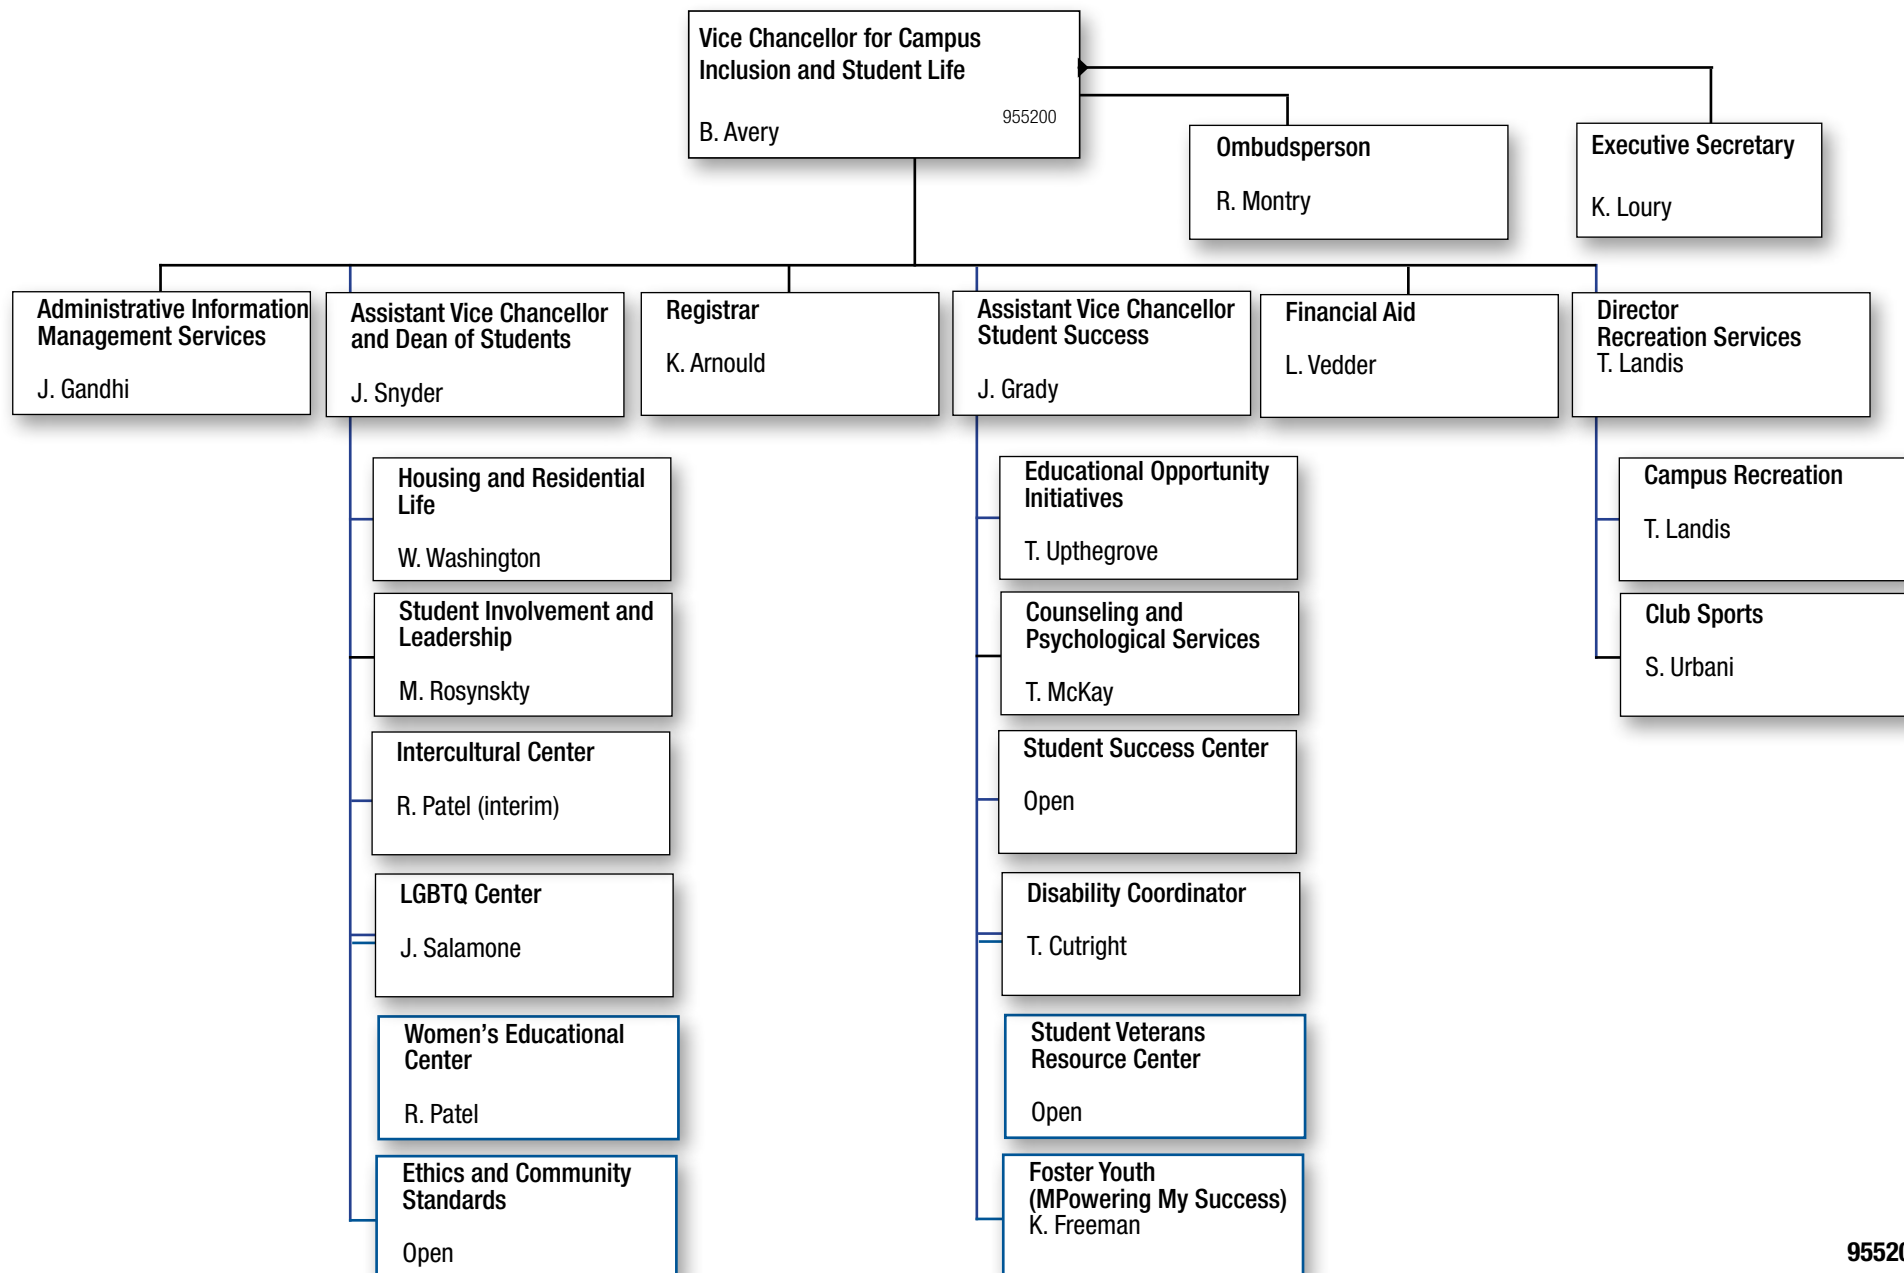 Vice Chancellor for Campus
Inclusion and Student Life
B. Avery
955200
Ombudsperson
R. Montry
Executive Secretary
K. Loury
Administrative Information
Management Services
J. Gandhi
Assistant Vice Chancellor
and Dean of Students
J. Snyder
Registrar
K. Arnould
Assistant Vice Chancellor
Student Success
J. Grady
Financial Aid
L. Vedder
Director
Recreation Services
T. Landis
Housing and Residential
Life
W. Washington
Student Involvement and
Leadership
M. Rosynskty
Intercultural Center
R. Patel (interim)
LGBTQ Center
J. Salamone
Women’s Educational
Center
R. Patel
Ethics and Community
Standards
Open
Educational Opportunity
Initiatives
T. Upthegrove
Counseling and
Psychological Services
T. McKay
Student Success Center
Open
Disability Coordinator
T. Cutright
Student Veterans
Resource Center
Open
Foster Youth
(MPowering My Success)
K. Freeman
Campus Recreation
T. Landis
Club Sports
S. Urbani
95520